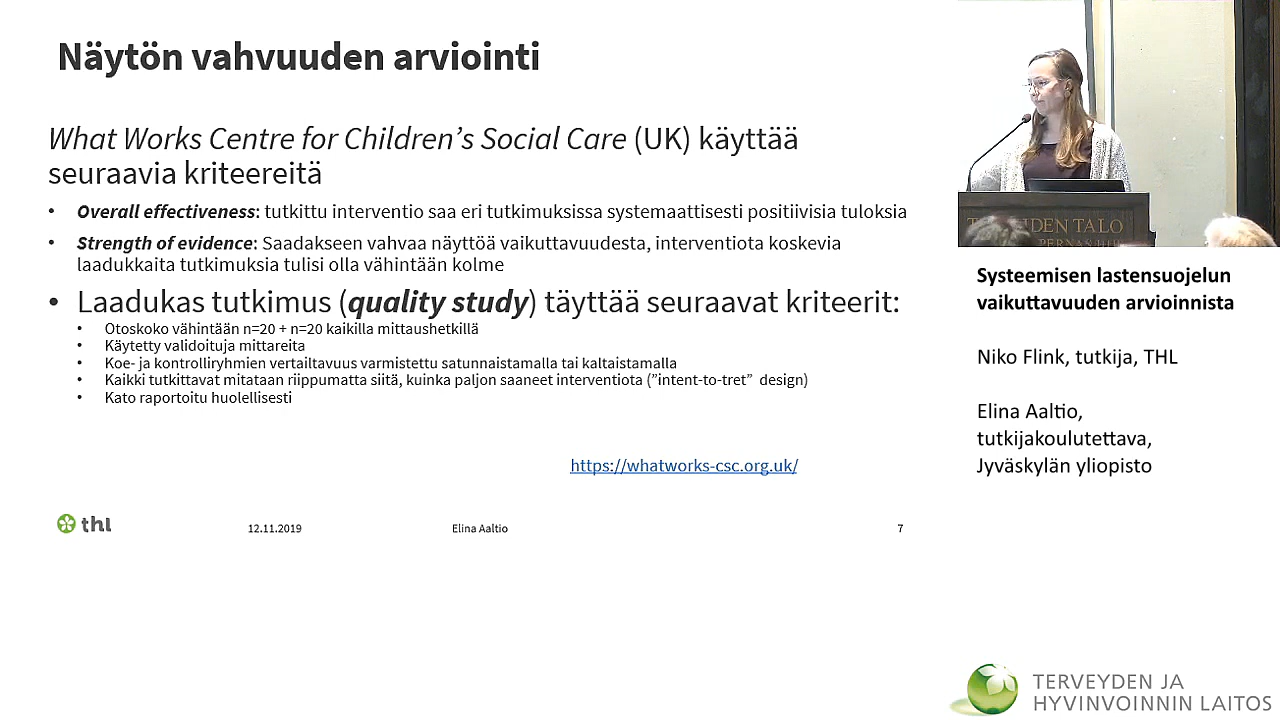 Näytön vahvuuden arviointi
What Works Centre for Children's Social Care (UK) käyttää
seuraavia kriteereitä
• Overall effectiveness: tutkittu interventio saa eri tutkimuksissa systemaattisesti positiivisia tuloksia
• Strength of evidence: Saadakseen vahvaa näyttöä vaikuttavuudesta, interventiota koskevia
laadukkaita tutkimuksia tulisi olla vähintään kolme
• Laadukas tutkimus (quality study) täyttää seuraavat kriteerit:
• Otoskoko vähintään n=20 + n=20 kaikilla mittaushetkillä
• Käytetty validoituja mittareita
• Koe- ja kontrolliryhmien vertailtavuus varmistettu satunnaistamalla tai kaltaistamalla
• Kaikki tutkittavat mitataan riippumatta siitä, kuinka paljon saaneet interventiota (”intent-to-tret” design)
• Kato raportoitu huolellisesti
https://whatworks-csc.org.uk/
thl
12.11.2019
Elina Aaltio
7
TALO
Systeemisen lastensuojelun
vaikuttavuuden arvioinnista
Niko Flink, tutkija, THL
Elina Aaltio,
tutkijakoulutettava,
Jyväskylän yliopisto
TERVEYDEN JA
HYVINVOINNIN LAITOS